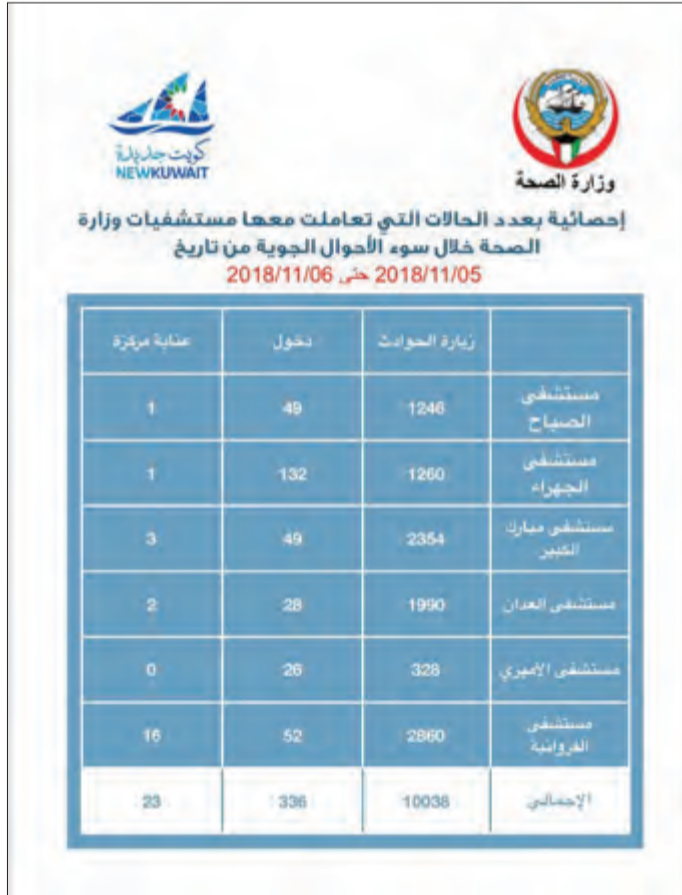 كويت جديدة
NEWKUWAIT
وزارة الصحة
إحصائية بعدد الحالات التي تعاملت معها مستشفيات وزارة
الصحة خلال سوء الأحوال الجوية من تاريخ
2018/11/05 حتى 2018/11/06
زيارة الحوادث دخول عناية مركزة
مستشفى
الصباح 1246 49 1
مستشفى
الجهراء 1260 132 1
مستشفى مبارك
الكبير 2354 49 3
مستشفى العدان 1990 28 2
مستشفى الأميري 328 26 0
مستشفى
الفروانية 2860 52 16
الإجمالي 10038 336 23